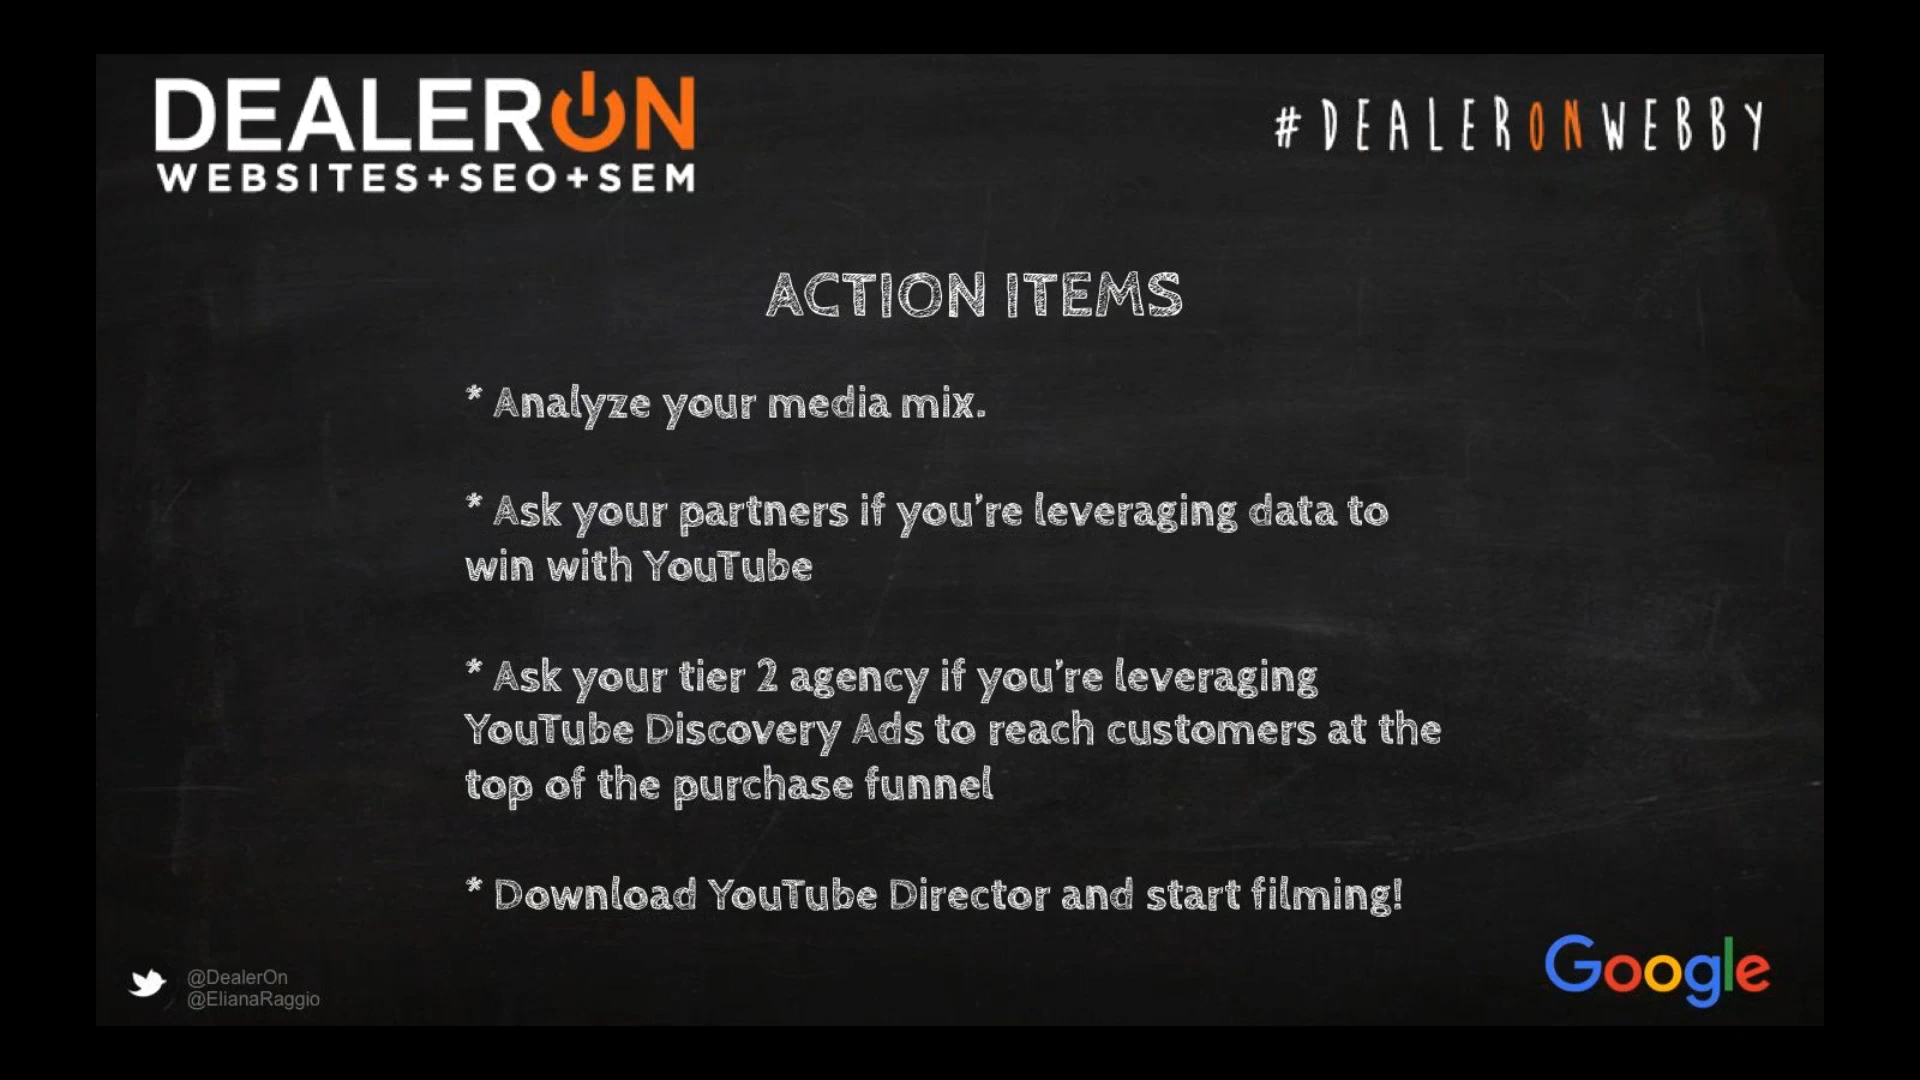 DEALERON
WEBSITES+SEO+SEM
#DEALERONWEBBY
ACTION ITEMS
* Analyze your media mix.
* Ask your partners if you're leveraging data to
win with YouTube
* Ask your tier 2 agency if you're leveraging
YouTube Discovery Ads to reach customers at the
top of the purchase funnel
* Download YouTube Director and start filming!
@DealerOn
@ElianaRaggio
Google